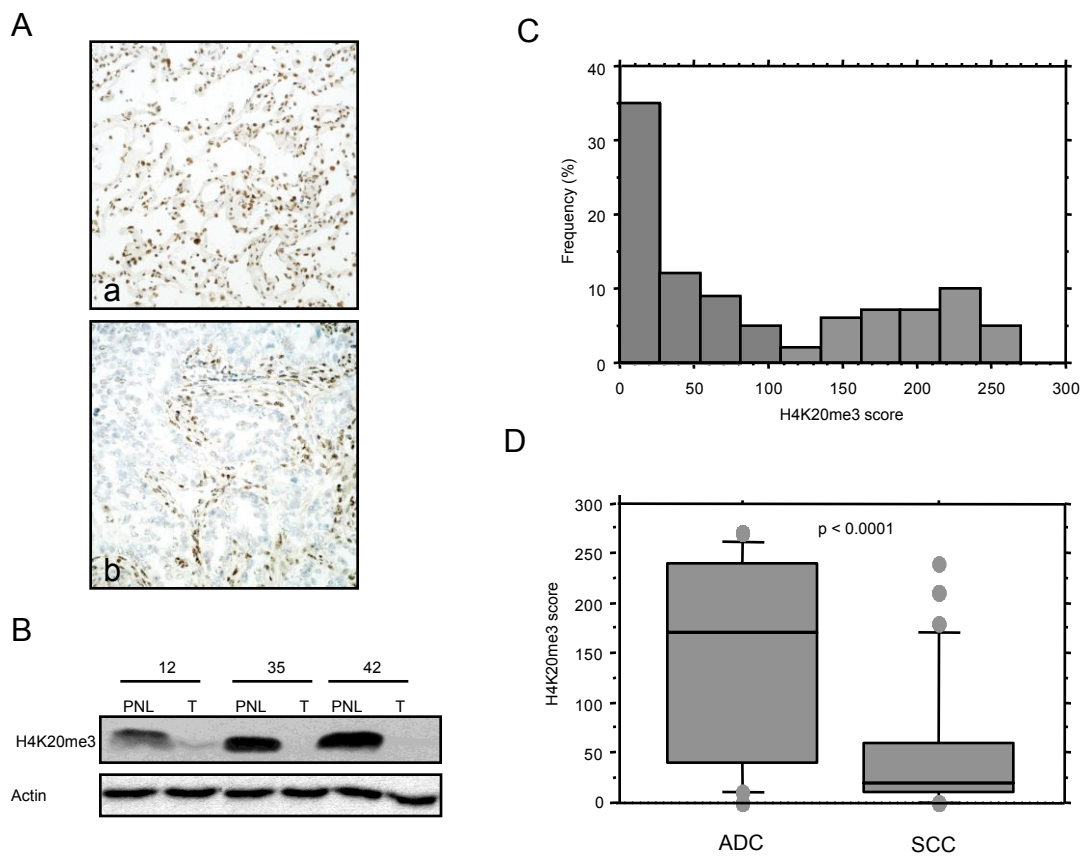 A
a
b
B
12 35 42
PNL T PNL T PNL T
H4K20me3
Actin
C
40
30
20
10
0
Frequency (%)
0 50 100 150 200 250 300
H4K20me3 score
D
300
250
200
150
100
50
0
H4K20me3 score
p < 0.0001
ADC SCC